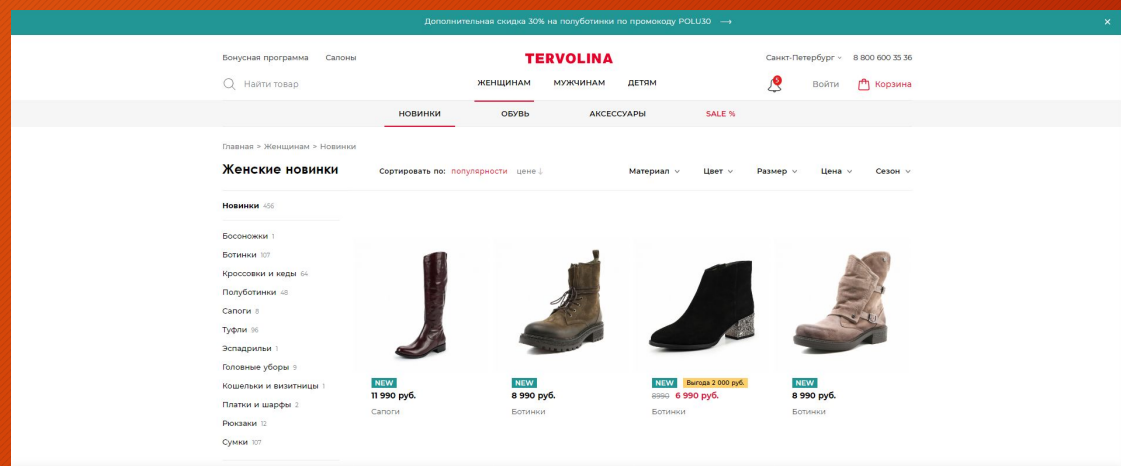 Дополнительная скидка 30% на полуботинки по промокоду POLU30 → ×
Бонусная программа Салоны TERVOLINA Санкт-Петербург 8 800 600 35 36
Найти товар ЖЕНЩИНАМ МУЖЧИНАМ ДЕТЯМ 5 Войти Корзина
НОВИНКИ ОБУВЬ АКСЕССУАРЫ SALE %
Главная > Женщинам > Новинки
Женские новинки Сортировать по: популярности цене ↓ Материал Цвет Размер Цена Сезон
Новинки 456
Босоножки 1
Ботинки 107
Кроссовки и кеды 64
Полуботинки 48
Сапоги 8
Туфли 96
Эспадрильи 1
Головные уборы 9
Кошельки и визитницы 1
Платки и шарфы 2
Рюкзаки 12
Сумки 107
NEW NEW NEW Выгода 2 000 руб. NEW
11 990 руб. 8 990 руб. 8990 6 990 руб. 8 990 руб.
Сапоги Ботинки Ботинки Ботинки